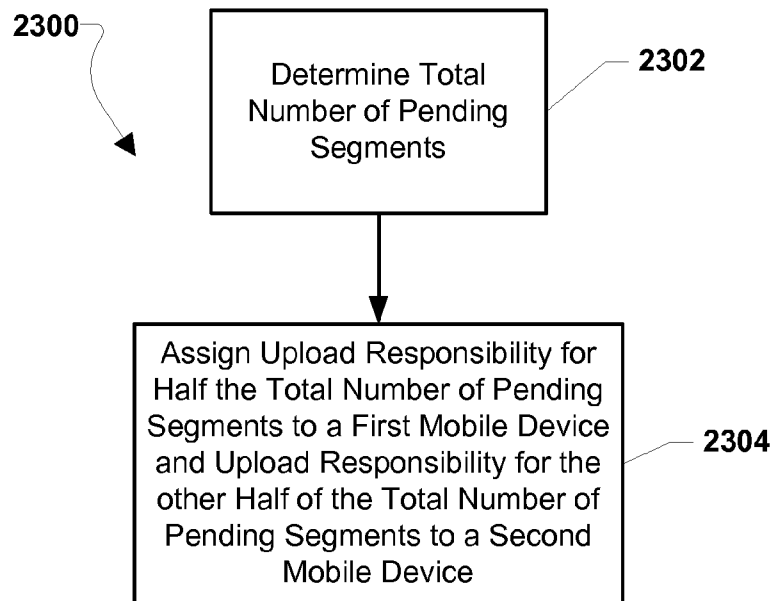 2300
Determine Total
Number of Pending
Segments
2302
Assign Upload Responsibility for
Half the Total Number of Pending
Segments to a First Mobile Device
and Upload Responsibility for the
other Half of the Total Number of
Pending Segments to a Second
Mobile Device
2304